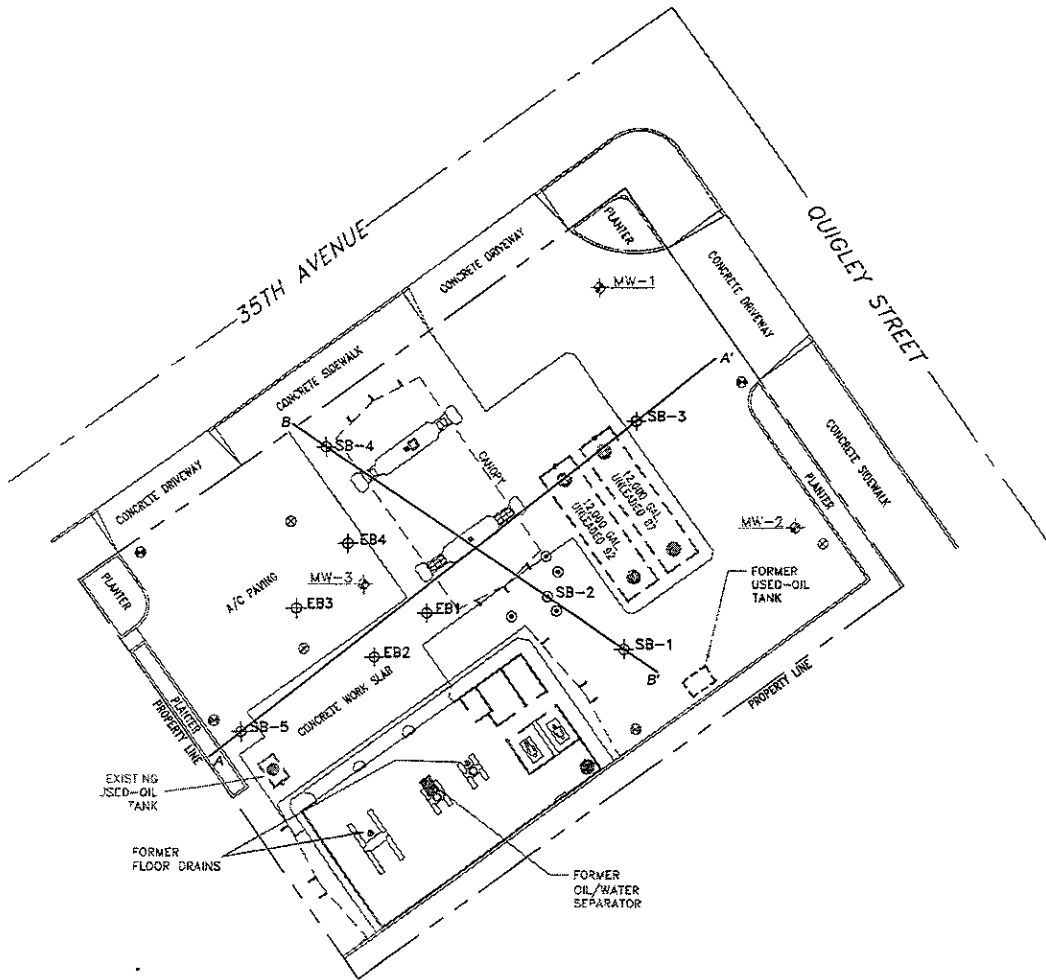 35TH AVENUE
QUIGLEY STREET
PLANTER
CONCRETE DRIVEWAY
MW-1
CONCRETE DRIVEWAY
CONCRETE SIDEWALK
A'
B
SB-4
SB-3
CANOPY
CONCRETE SIDEWALK
CONCRETE DRIVEWAY
12,000 GAL
UNLEADED 87
12,000 GAL
UNLEADED 92
PLANTER
MW-2
EB4
MW-3
A/C PAVING
EB3
EB1
SB-2
FORMER
USED-OIL
TANK
PLANTER
EB2
SB-1
B'
CONCRETE WORK SLAB
PROPERTY LINE
PLANTER
PROPERTY LINE
SB-5
A
EXIST NG
USED-OIL
TANK
FORMER
FLOOR DRAINS
FORMER
OIL/WATER
SEPARATOR